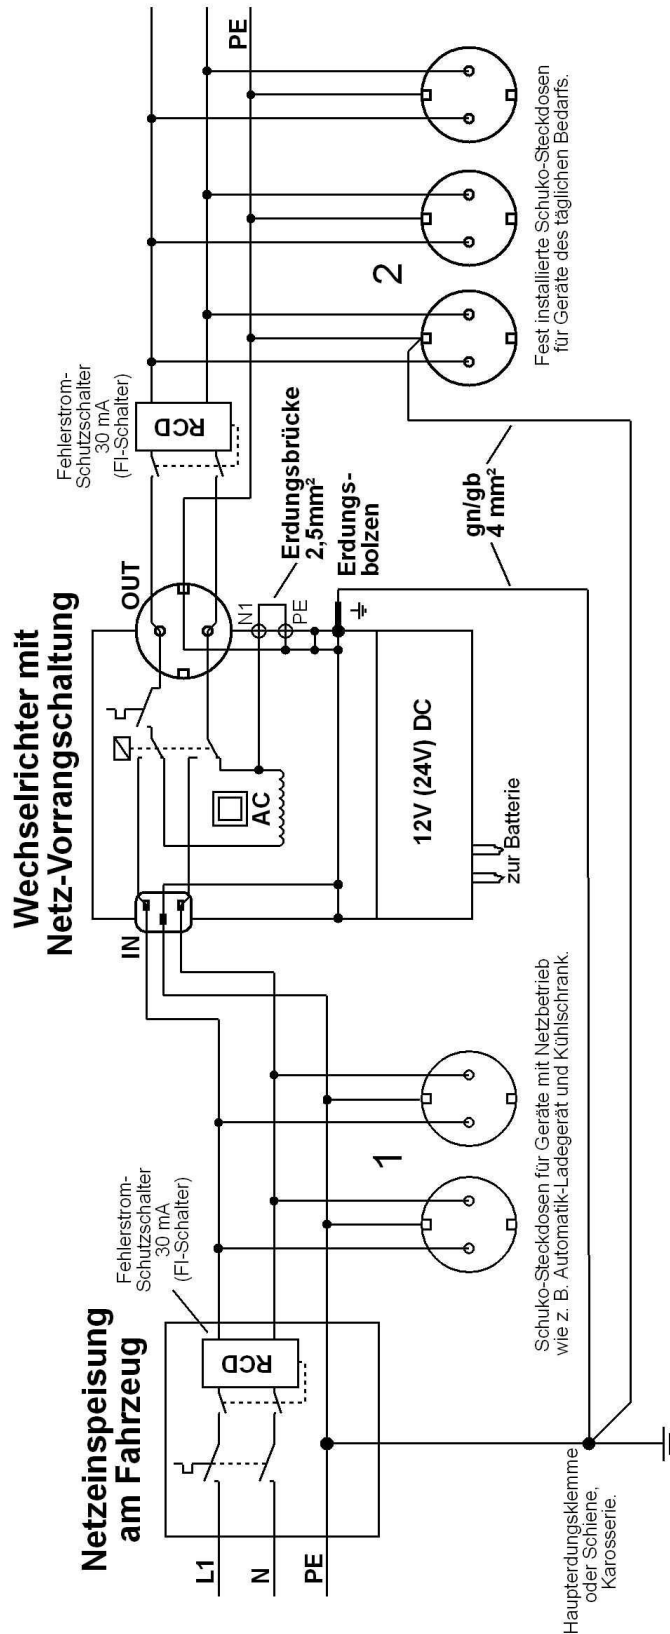 Netzeinspeisung
am Fahrzeug
L1
N
PE
Fehlerstrom-
Schutzschalter
30 mA
(FI-Schalter)
RCD
1
Schuko-Steckdosen für Geräte mit Netzbetrieb
wie z. B. Automatik-Ladegerät und Kühlschrank.
Haupterdungsklemme
oder Schiene,
Karosserie.
Wechselrichter mit
Netz-Vorrangschaltung
IN
OUT
AC
N1
PE
12V (24V) DC
zur Batterie
Erdungsbrücke
2,5mm²
Erdungs-
bolzen
gn/gb
4 mm²
Fehlerstrom-
Schutzschalter
30 mA
(FI-Schalter)
RCD
PE
2
Fest installierte Schuko-Steckdosen
für Geräte des täglichen Bedarfs.